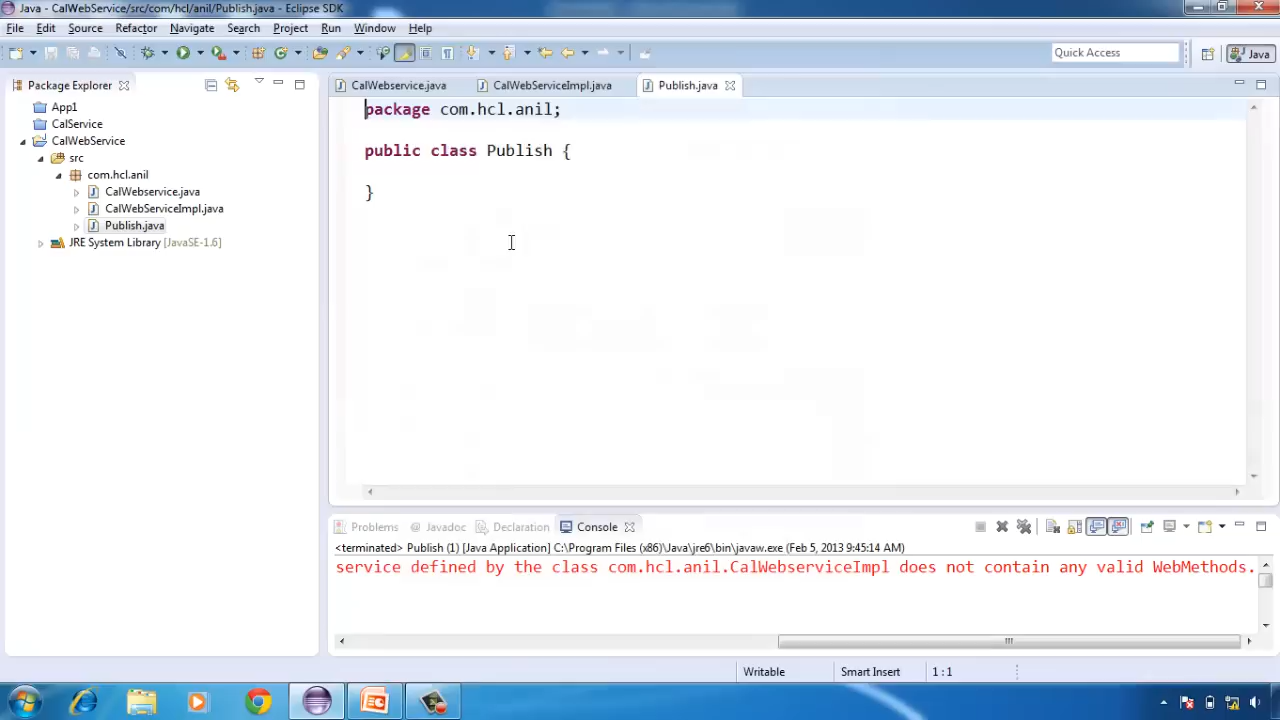 Java - CalWebService/src/com/hcl/anil/Publish.java - Eclipse SDK
File Edit Source Refactor Navigate Search Project Run Window Help
Quick Access
Java
Package Explorer
CalWebservice.java
CalWebServiceImpl.java
Publish.java
App1
CalService
CalWebService
src
com.hcl.anil
CalWebservice.java
CalWebServiceImpl.java
Publish.java
JRE System Library [JavaSE-1.6]
package com.hcl.anil;
public class Publish {
}
Problems @ Javadoc Declaration Console
<terminated> Publish (1) [Java Application] C:\Program Files (x86)\Java\jre6\bin\javaw.exe (Feb 5, 2013 9:45:14 AM)
service defined by the class com.hcl.anil.CalWebserviceImpl does not contain any valid WebMethods.
Writable Smart Insert 1 : 1